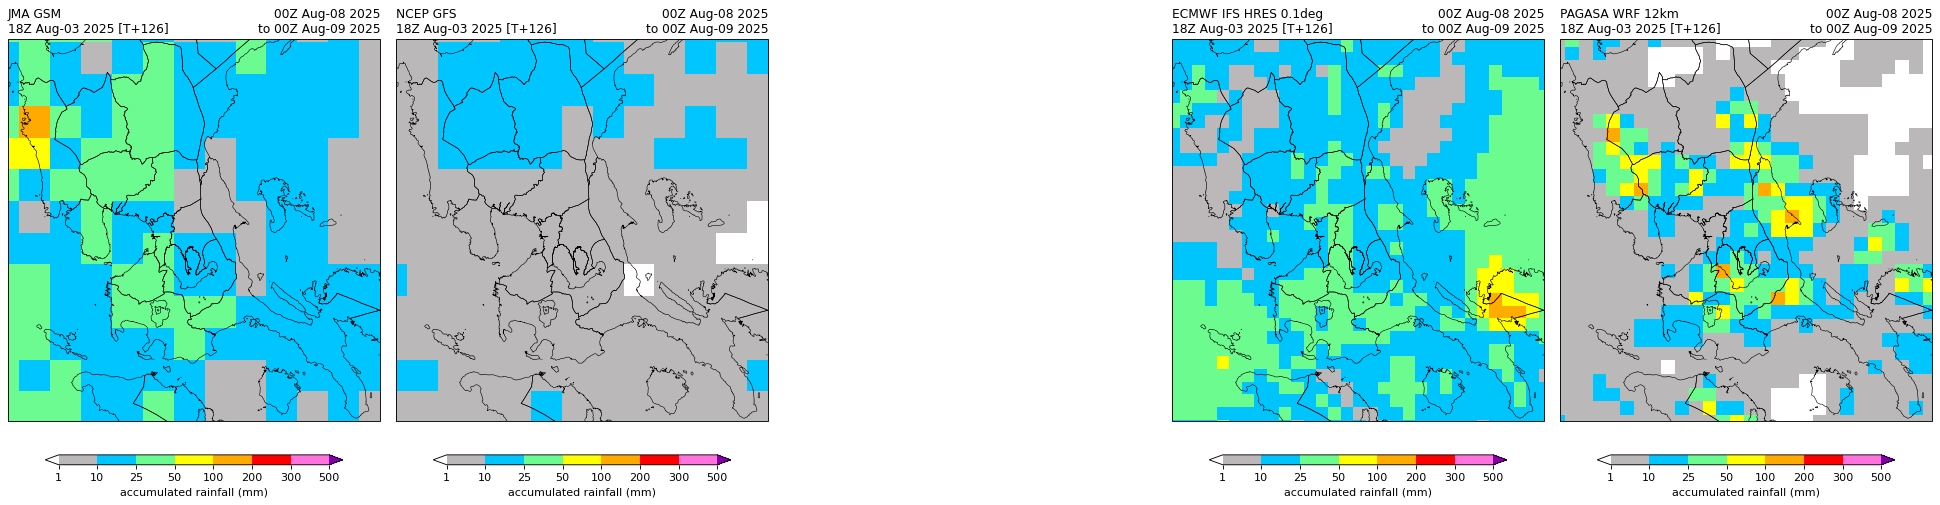 JMA GSM 00Z Aug-08 2025
18Z Aug-03 2025 [T+126] to 00Z Aug-09 2025
NCEP GFS 00Z Aug-08 2025
18Z Aug-03 2025 [T+126] to 00Z Aug-09 2025
ECMWF IFS HRES 0.1deg 00Z Aug-08 2025
18Z Aug-03 2025 [T+126] to 00Z Aug-09 2025
PAGASA WRF 12km 00Z Aug-08 2025
18Z Aug-03 2025 [T+126] to 00Z Aug-09 2025
1 10 25 50 100 200 300 500
accumulated rainfall (mm)
1 10 25 50 100 200 300 500
accumulated rainfall (mm)
1 10 25 50 100 200 300 500
accumulated rainfall (mm)
1 10 25 50 100 200 300 500
accumulated rainfall (mm)